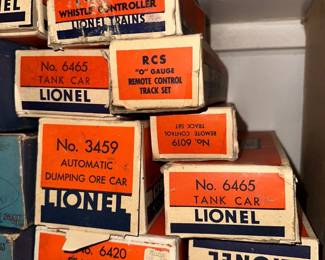 WHISTLE CONTROLLER
LIONEL TRAINS
No. 6465
TANK CAR
LIONEL
RCS
"O" GAUGE
REMOTE CONTROL
TRACK SET
No. 3459
AUTOMATIC
DUMPING ORE CAR
LIONEL
No. 6019
REMOTE CONTROL
TRACK SET
No. 6465
TANK CAR
LIONEL
No. 6420
LIONEL